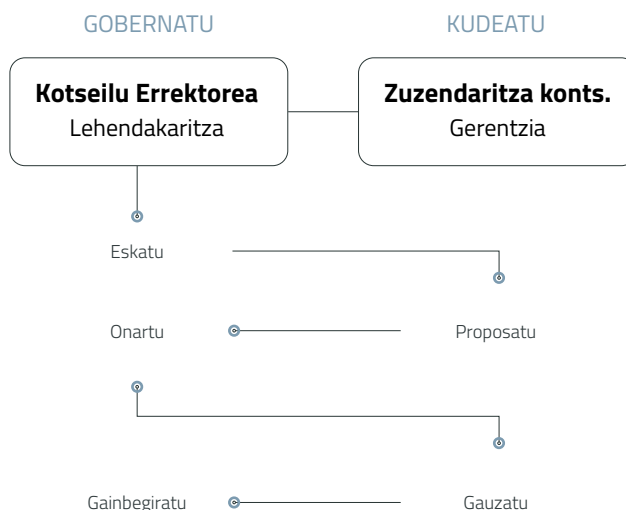 GOBERNATU
KUDEATU
Kotseilu Errektorea
Lehendakaritza
Zuzendaritza konts.
Gerentzia
Eskatu
Onartu
Proposatu
Gainbegiratu
Gauzatu